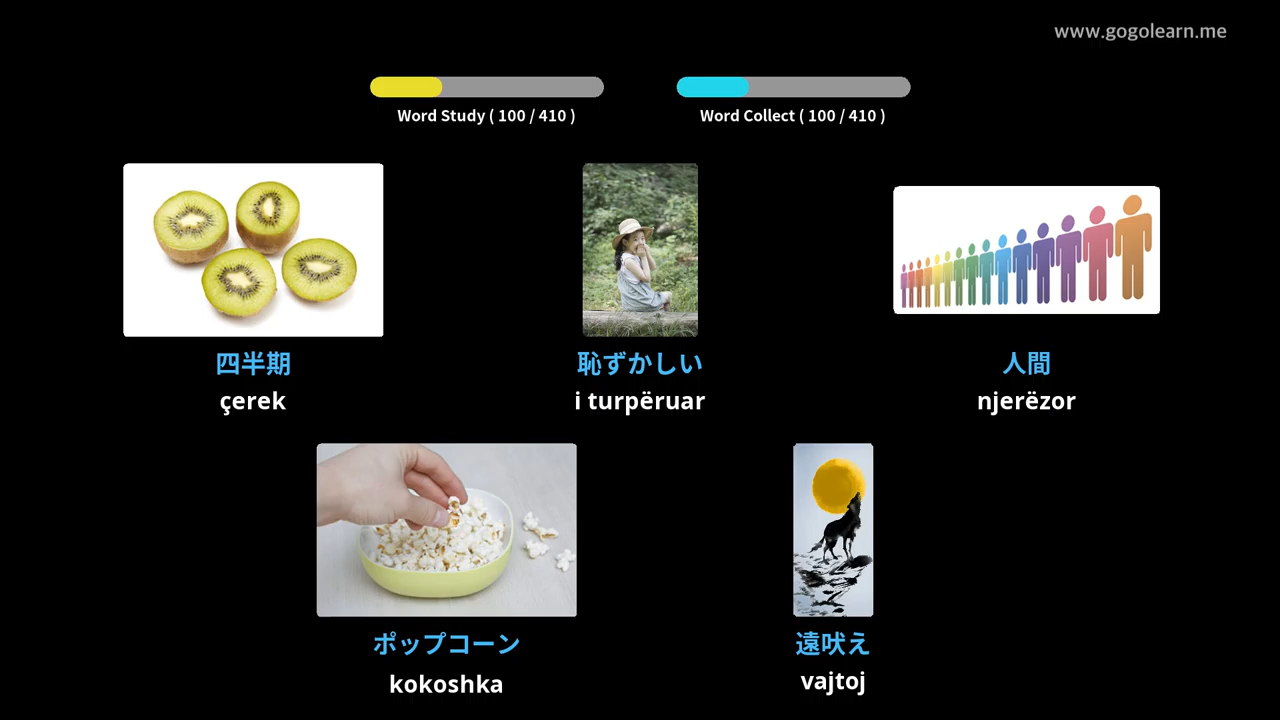 www.gogolearn.me
Word Study ( 100 / 410 )
Word Collect ( 100 / 410 )
四半期
çerek
恥ずかしい
i turpëruar
人間
njerëzor
ポップコーン
kokoshka
遠吠え
vajtoj